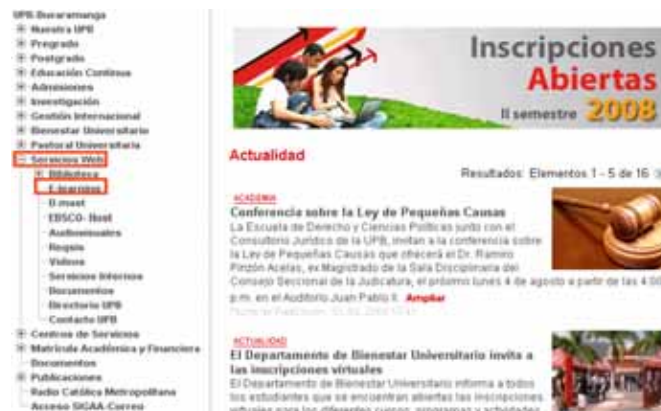 UPB Bucaramanga
Nuestra UPB
Pregrado
Postgrado
Educación Continua
Admisiones
Investigación
Gestión Internacional
Bienestar Universitario
Pastoral Universitaria
Servicios Web
Biblioteca
E-learning
EBSCO- Host
Audiovisuales
Videos
Servicios Internos
Documentos
Directorio UPB
Contacto UPB
Centros de Servicios
Matrícula Académica y Financiera
Documentos
Publicaciones
Radio Católica Metropolitana
Acceso SIGAA-Correo
Inscripciones
Abiertas
II semestre 2008
Actualidad
Resultados: Elementos 1 - 5 de 16
ACADEMIA
Conferencia sobre la Ley de Pequeñas Causas
La Escuela de Derecho y Ciencias Políticas junto con el
Consultorio Jurídico de la UPB, invitan a la conferencia sobre
la Ley de Pequeñas Causas que ofrecerá el Dr. Ramiro
Pinzón Acelas, ex Magistrado de la Sala Disciplinaria del
Consejo Seccional de la Judicatura, el próximo lunes 4 de agosto a partir de las 4:00
p.m. en el Auditorio Juan Pablo II. Ampliar
ACTUALIDAD
El Departamento de Bienestar Universitario invita a
las inscripciones virtuales
El Departamento de Bienestar Universitario informa a todos
los estudiantes que se encuentran abiertas las inscripciones
virtuales para los diferentes cursos, programas y actividades